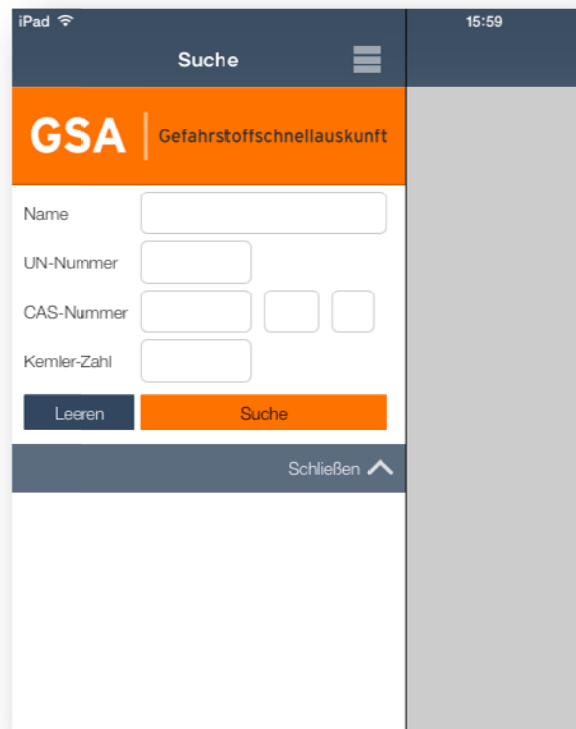 iPad 15:59
Suche
GSA Gefahrstoffschnellauskunft
Name
UN-Nummer
CAS-Nummer
Kemler-Zahl
Leeren Suche
Schließen